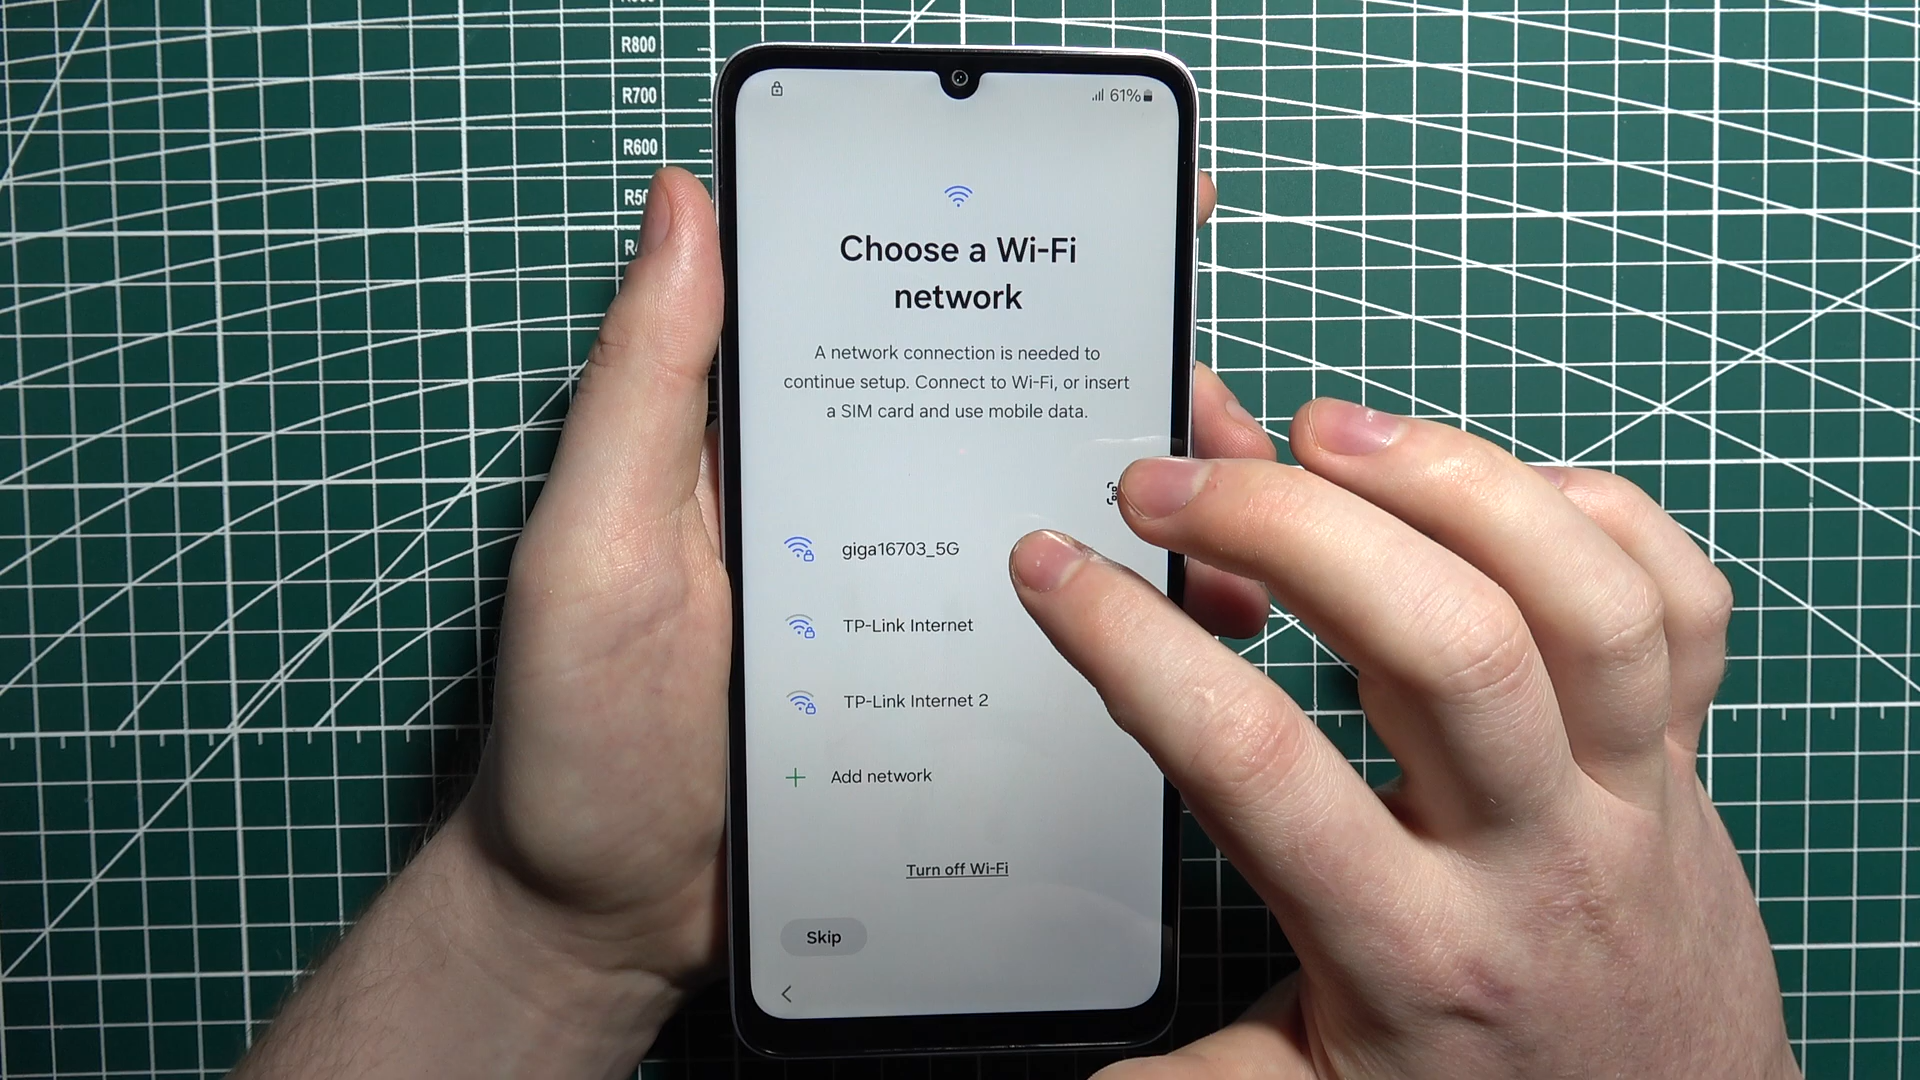 R800
R700
R600
61%
Choose a Wi-Fi
network
A network connection is needed to
continue setup. Connect to Wi-Fi, or insert
a SIM card and use mobile data.
giga16703_5G
TP-Link Internet
TP-Link Internet 2
Add network
Turn off Wi-Fi
Skip